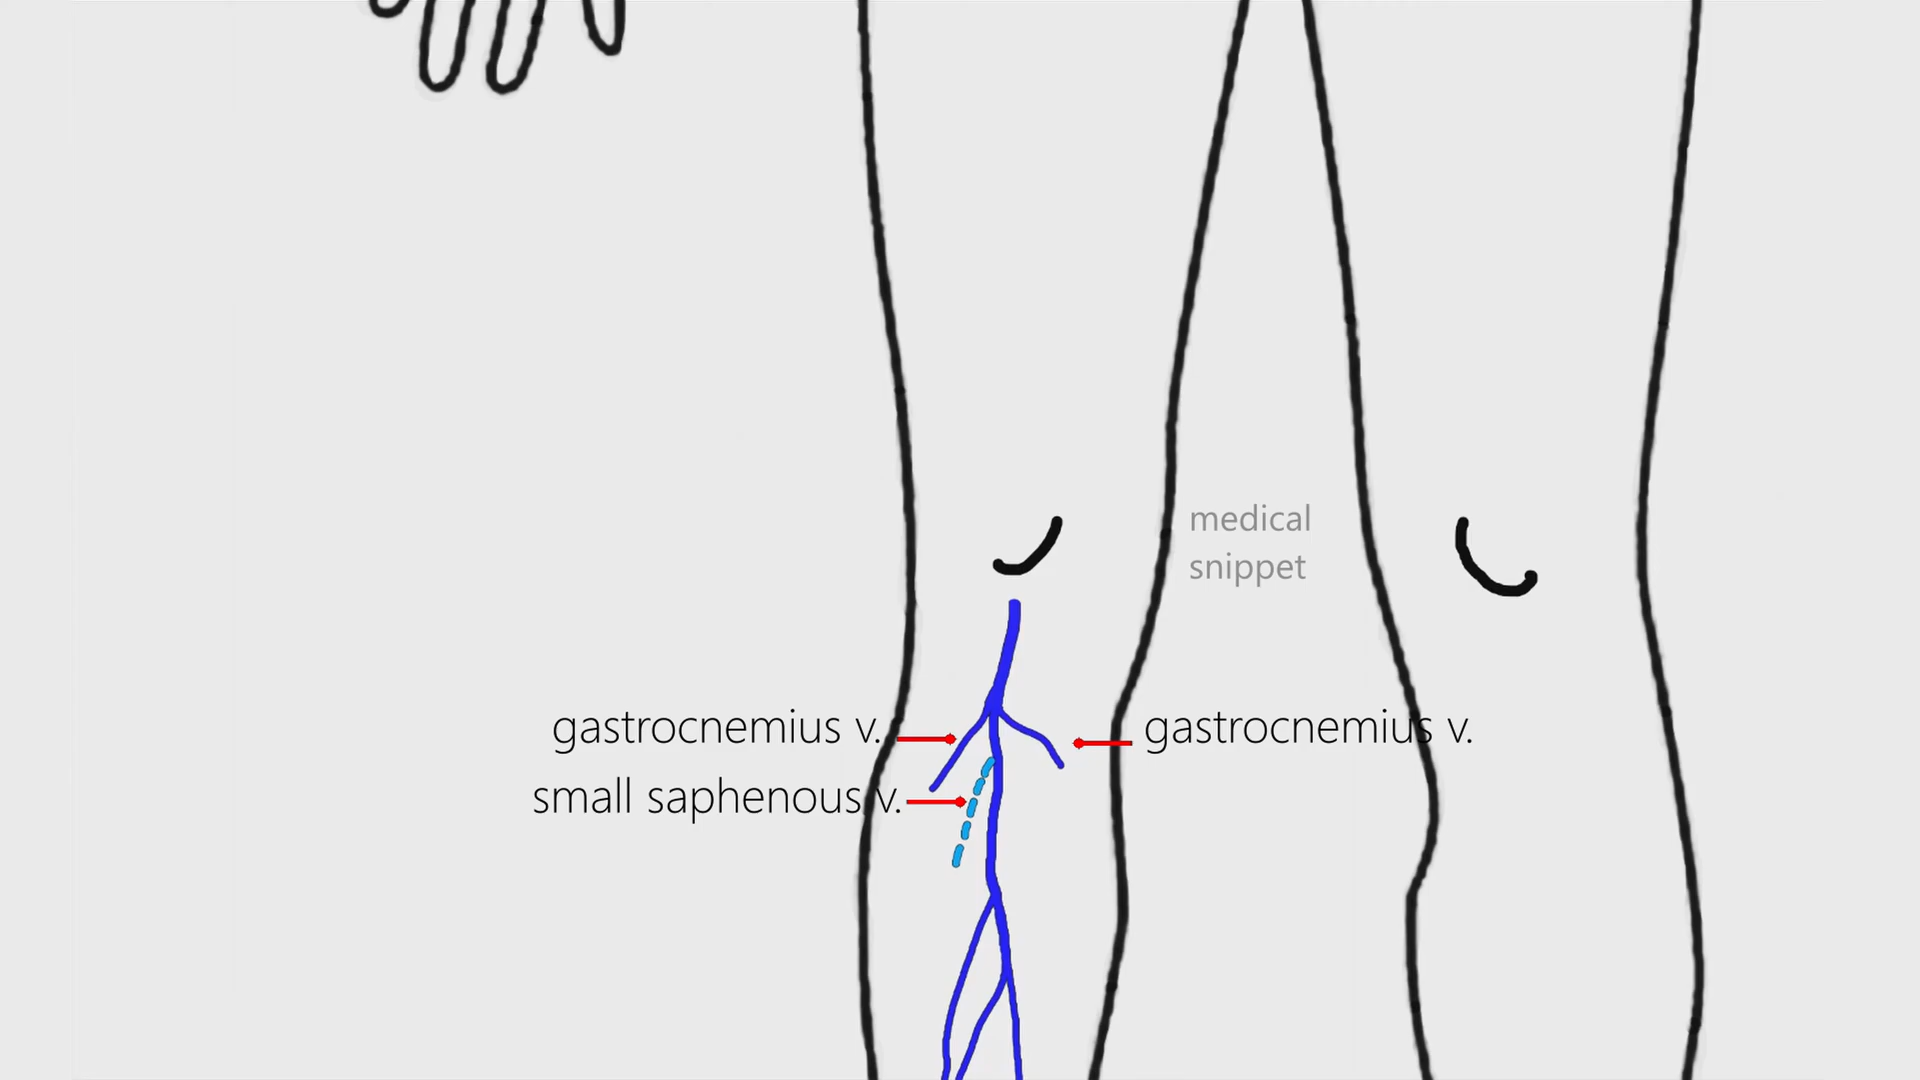 medical
snippet
gastrocnemius v.
gastrocnemius v.
small saphenous v.